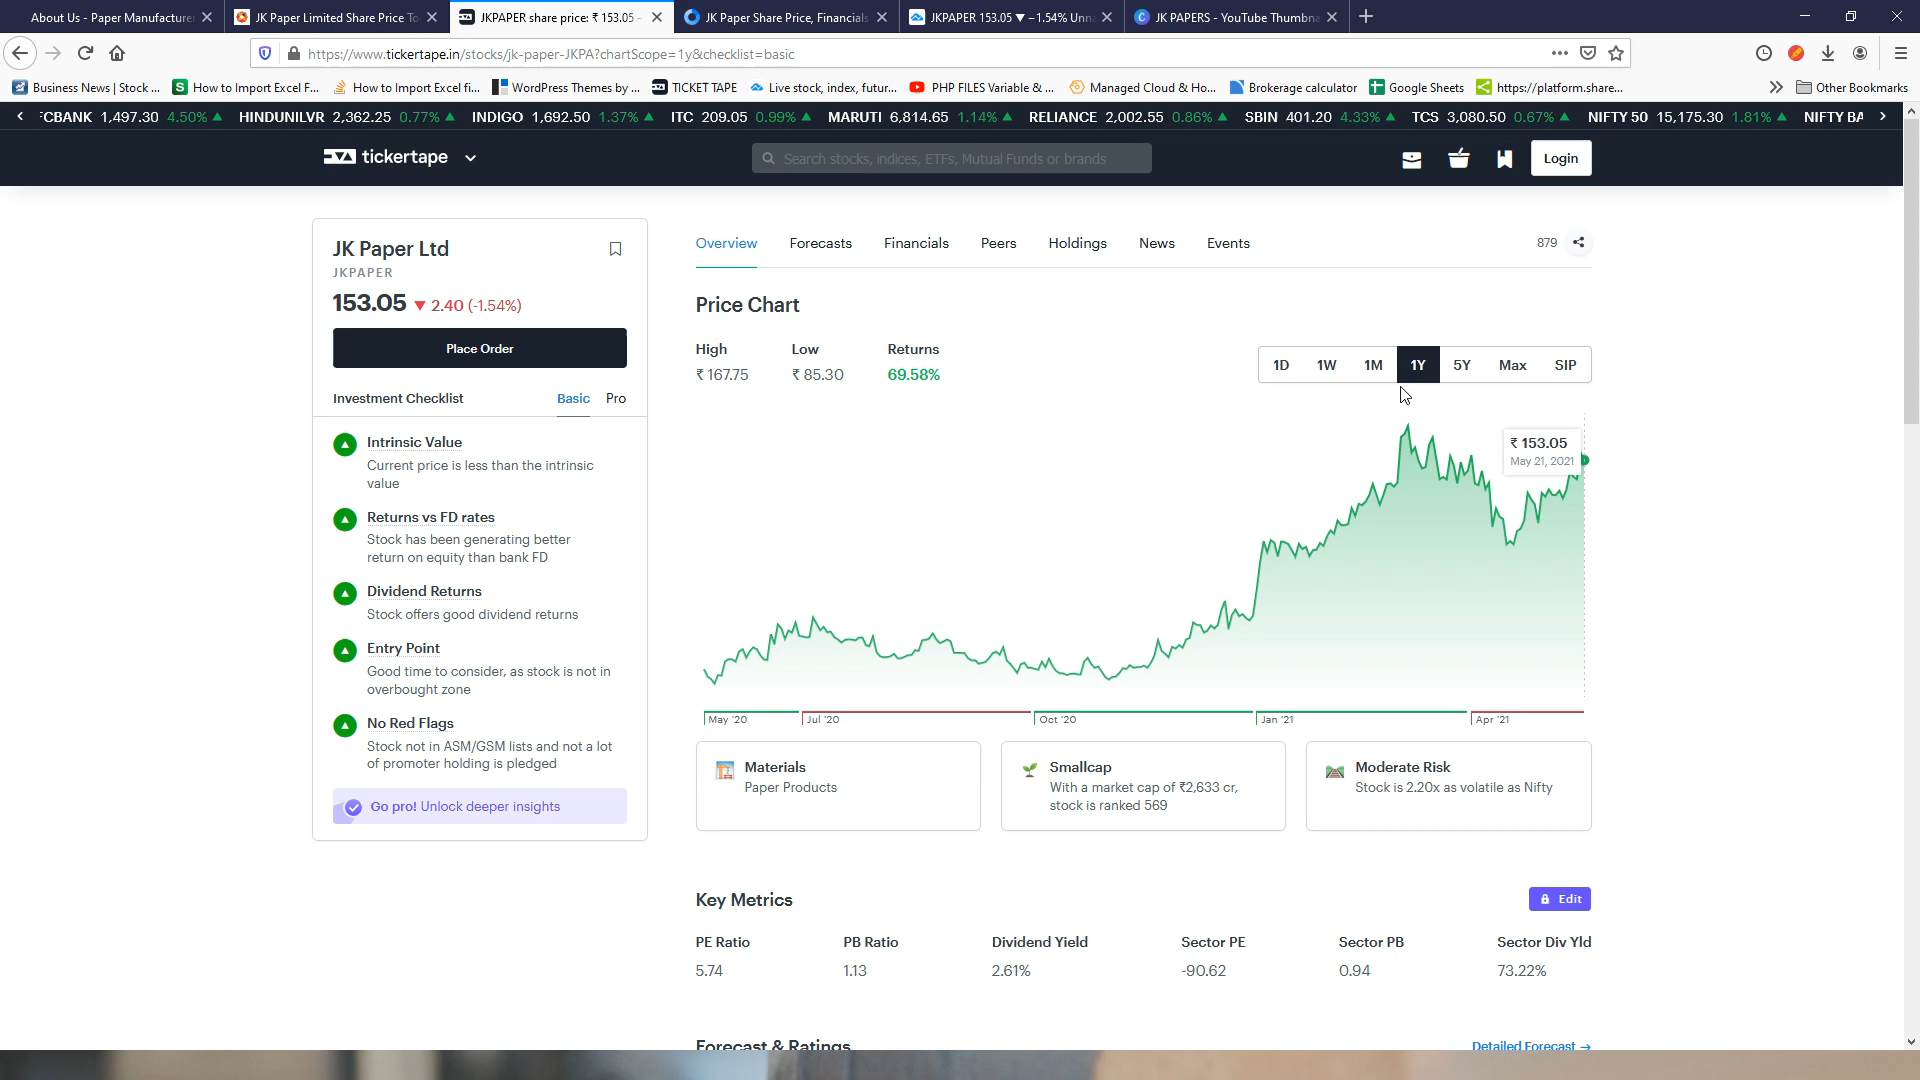 About Us - Paper Manufacturer
JK Paper Limited Share Price To
JKPAPER share price: ₹ 153.05 -
JK Paper Share Price, Financials
JKPAPER 153.05 ▼ −1.54% Unna
JK PAPERS - YouTube Thumbna
https://www.tickertape.in/stocks/jk-paper-JKPA?chartScope=1y&checklist=basic
Business News | Stock ...
How to Import Excel F...
How to Import Excel fi...
WordPress Themes by ...
TICKET TAPE
Live stock, index, futur...
PHP FILES Variable & ...
Managed Cloud & Ho...
Brokerage calculator
Google Sheets
https://platform.share...
Other Bookmarks
CBANK 1,497.30 4.50% ▲ HINDUNILVR 2,362.25 0.77% ▲ INDIGO 1,692.50 1.37% ▲ ITC 209.05 0.99% ▲ MARUTI 6,814.65 1.14% ▲ RELIANCE 2,002.55 0.86% ▲ SBIN 401.20 4.33% ▲ TCS 3,080.50 0.67% ▲ NIFTY 50 15,175.30 1.81% ▲ NIFTY BA
tickertape
Search stocks, indices, ETFs, Mutual Funds or brands
Login
JK Paper Ltd
JKPAPER
153.05 ▼ 2.40 (-1.54%)
Place Order
Investment Checklist Basic Pro
Intrinsic Value
Current price is less than the intrinsic
value
Returns vs FD rates
Stock has been generating better
return on equity than bank FD
Dividend Returns
Stock offers good dividend returns
Entry Point
Good time to consider, as stock is not in
overbought zone
No Red Flags
Stock not in ASM/GSM lists and not a lot
of promoter holding is pledged
Go pro! Unlock deeper insights
Overview Forecasts Financials Peers Holdings News Events
879
Price Chart
High Low Returns
₹ 167.75 ₹ 85.30 69.58%
1D 1W 1M 1Y 5Y Max SIP
₹ 153.05
May 21, 2021
May '20 Jul '20 Oct '20 Jan '21 Apr '21
Materials
Paper Products
Smallcap
With a market cap of ₹2,633 cr,
stock is ranked 569
Moderate Risk
Stock is 2.20x as volatile as Nifty
Key Metrics
Edit
PE Ratio PB Ratio Dividend Yield Sector PE Sector PB Sector Div Yld
5.74 1.13 2.61% -90.62 0.94 73.22%
Forecast & Ratings
Detailed Forecast →